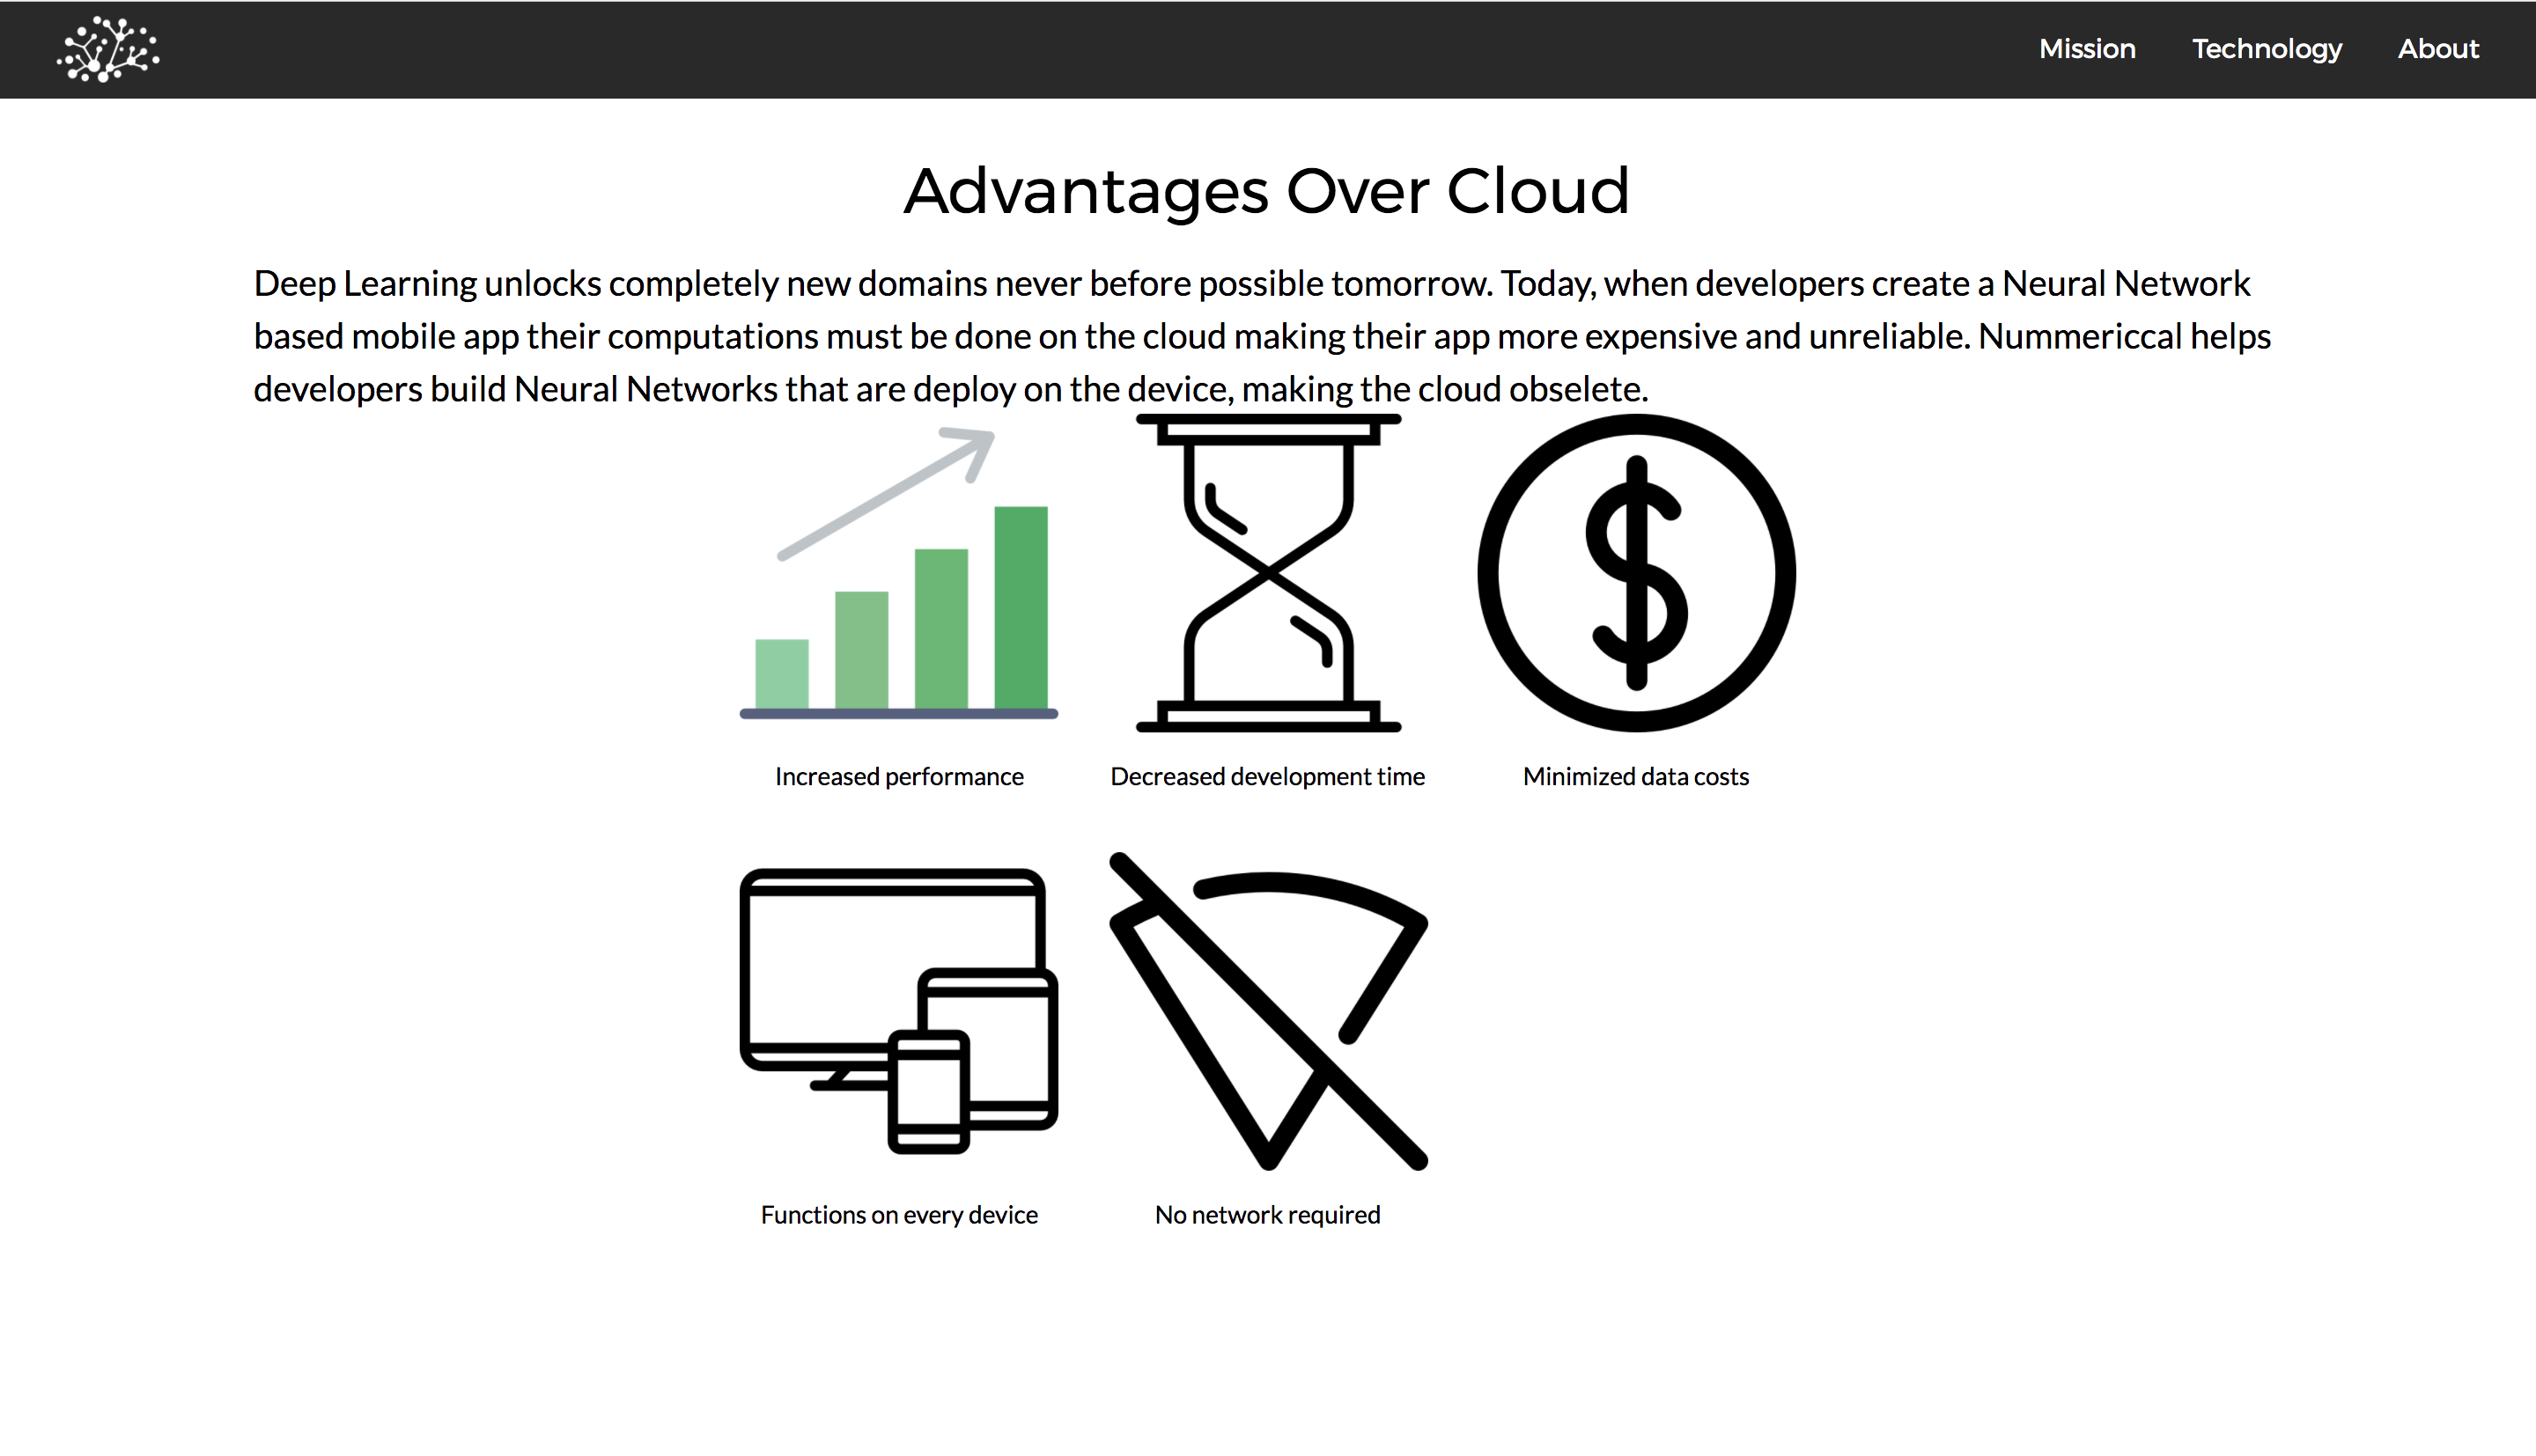 Mission Technology About
Advantages Over Cloud
Deep Learning unlocks completely new domains never before possible tomorrow. Today, when developers create a Neural Network
based mobile app their computations must be done on the cloud making their app more expensive and unreliable. Nummericcal helps
developers build Neural Networks that are deploy on the device, making the cloud obselete.
Increased performance
Decreased development time
Minimized data costs
Functions on every device
No network required